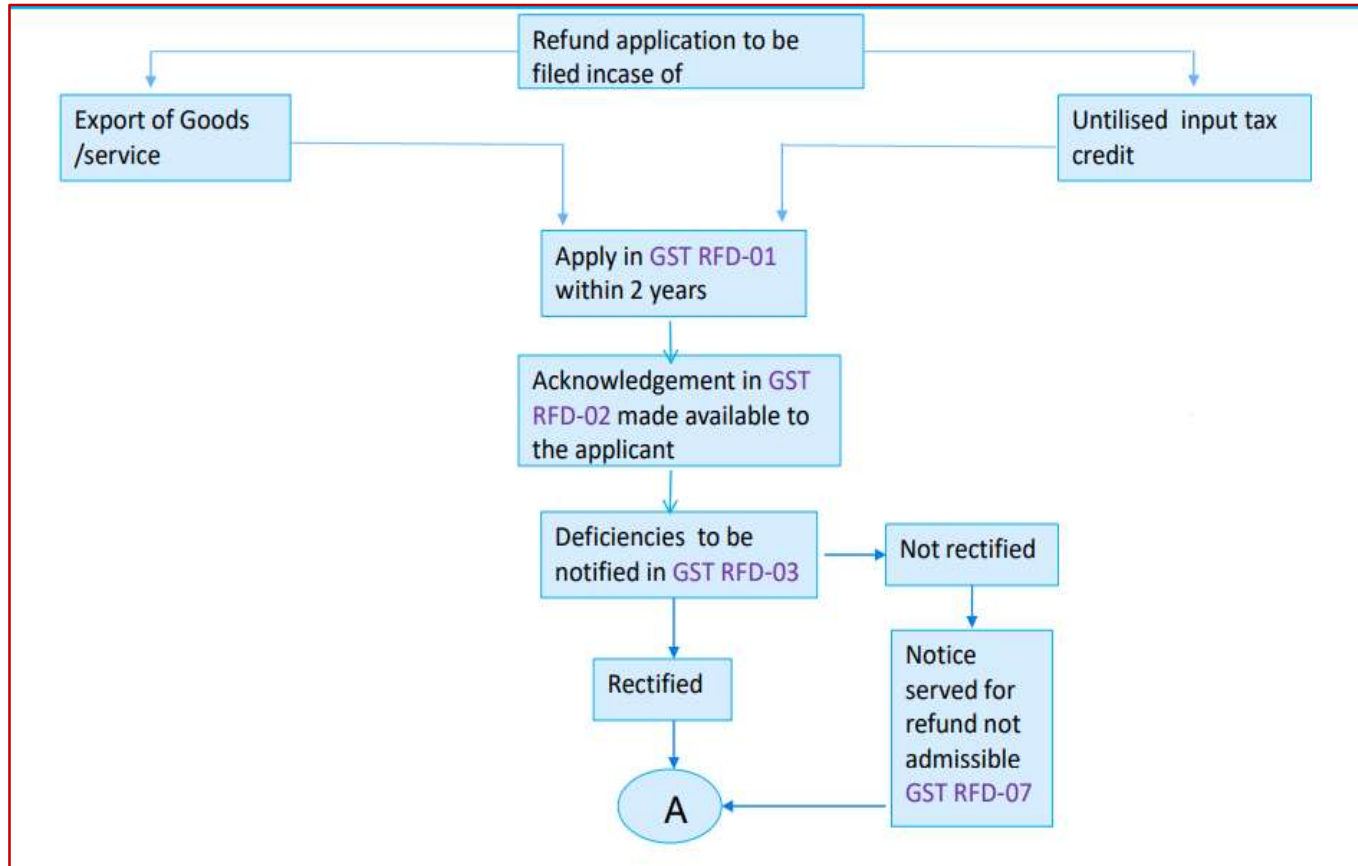 Refund application to be
filed incase of
Export of Goods
/service
Untilised input tax
credit
Apply in GST RFD-01
within 2 years
Acknowledgement in GST
RFD-02 made available to
the applicant
Deficiencies to be
notified in GST RFD-03
Not rectified
Rectified
Notice
served for
refund not
admissible
GST RFD-07
A